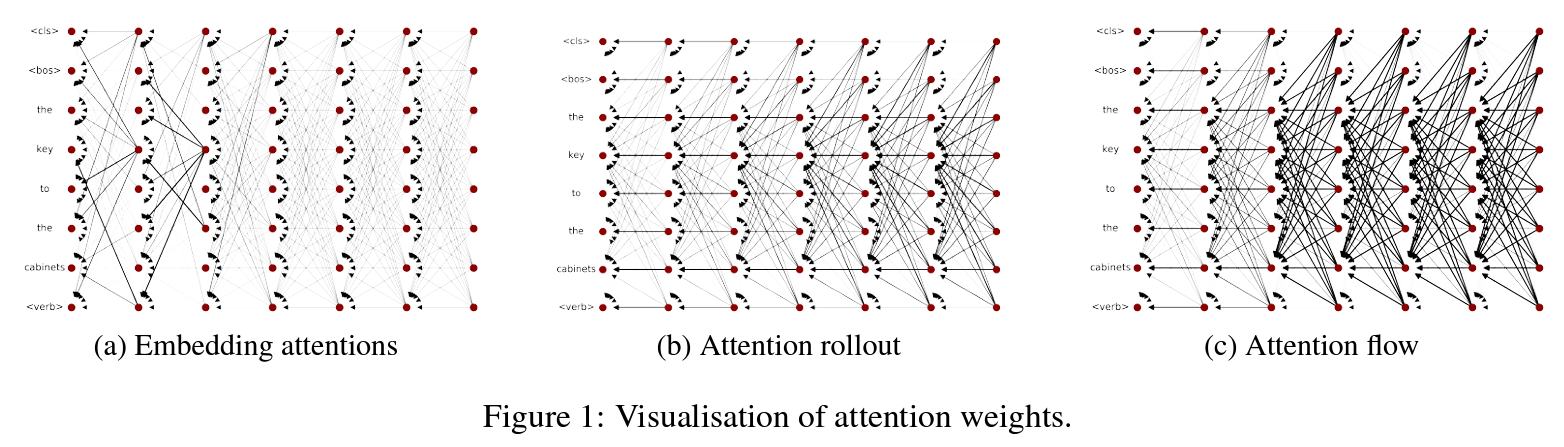 <cls>
<bos>
the
key
to
the
cabinets
<verb>
(a) Embedding attentions
<cls>
<bos>
the
key
to
the
cabinets
<verb>
(b) Attention rollout
<cls>
<bos>
the
key
to
the
cabinets
<verb>
(c) Attention flow
Figure 1: Visualisation of attention weights.